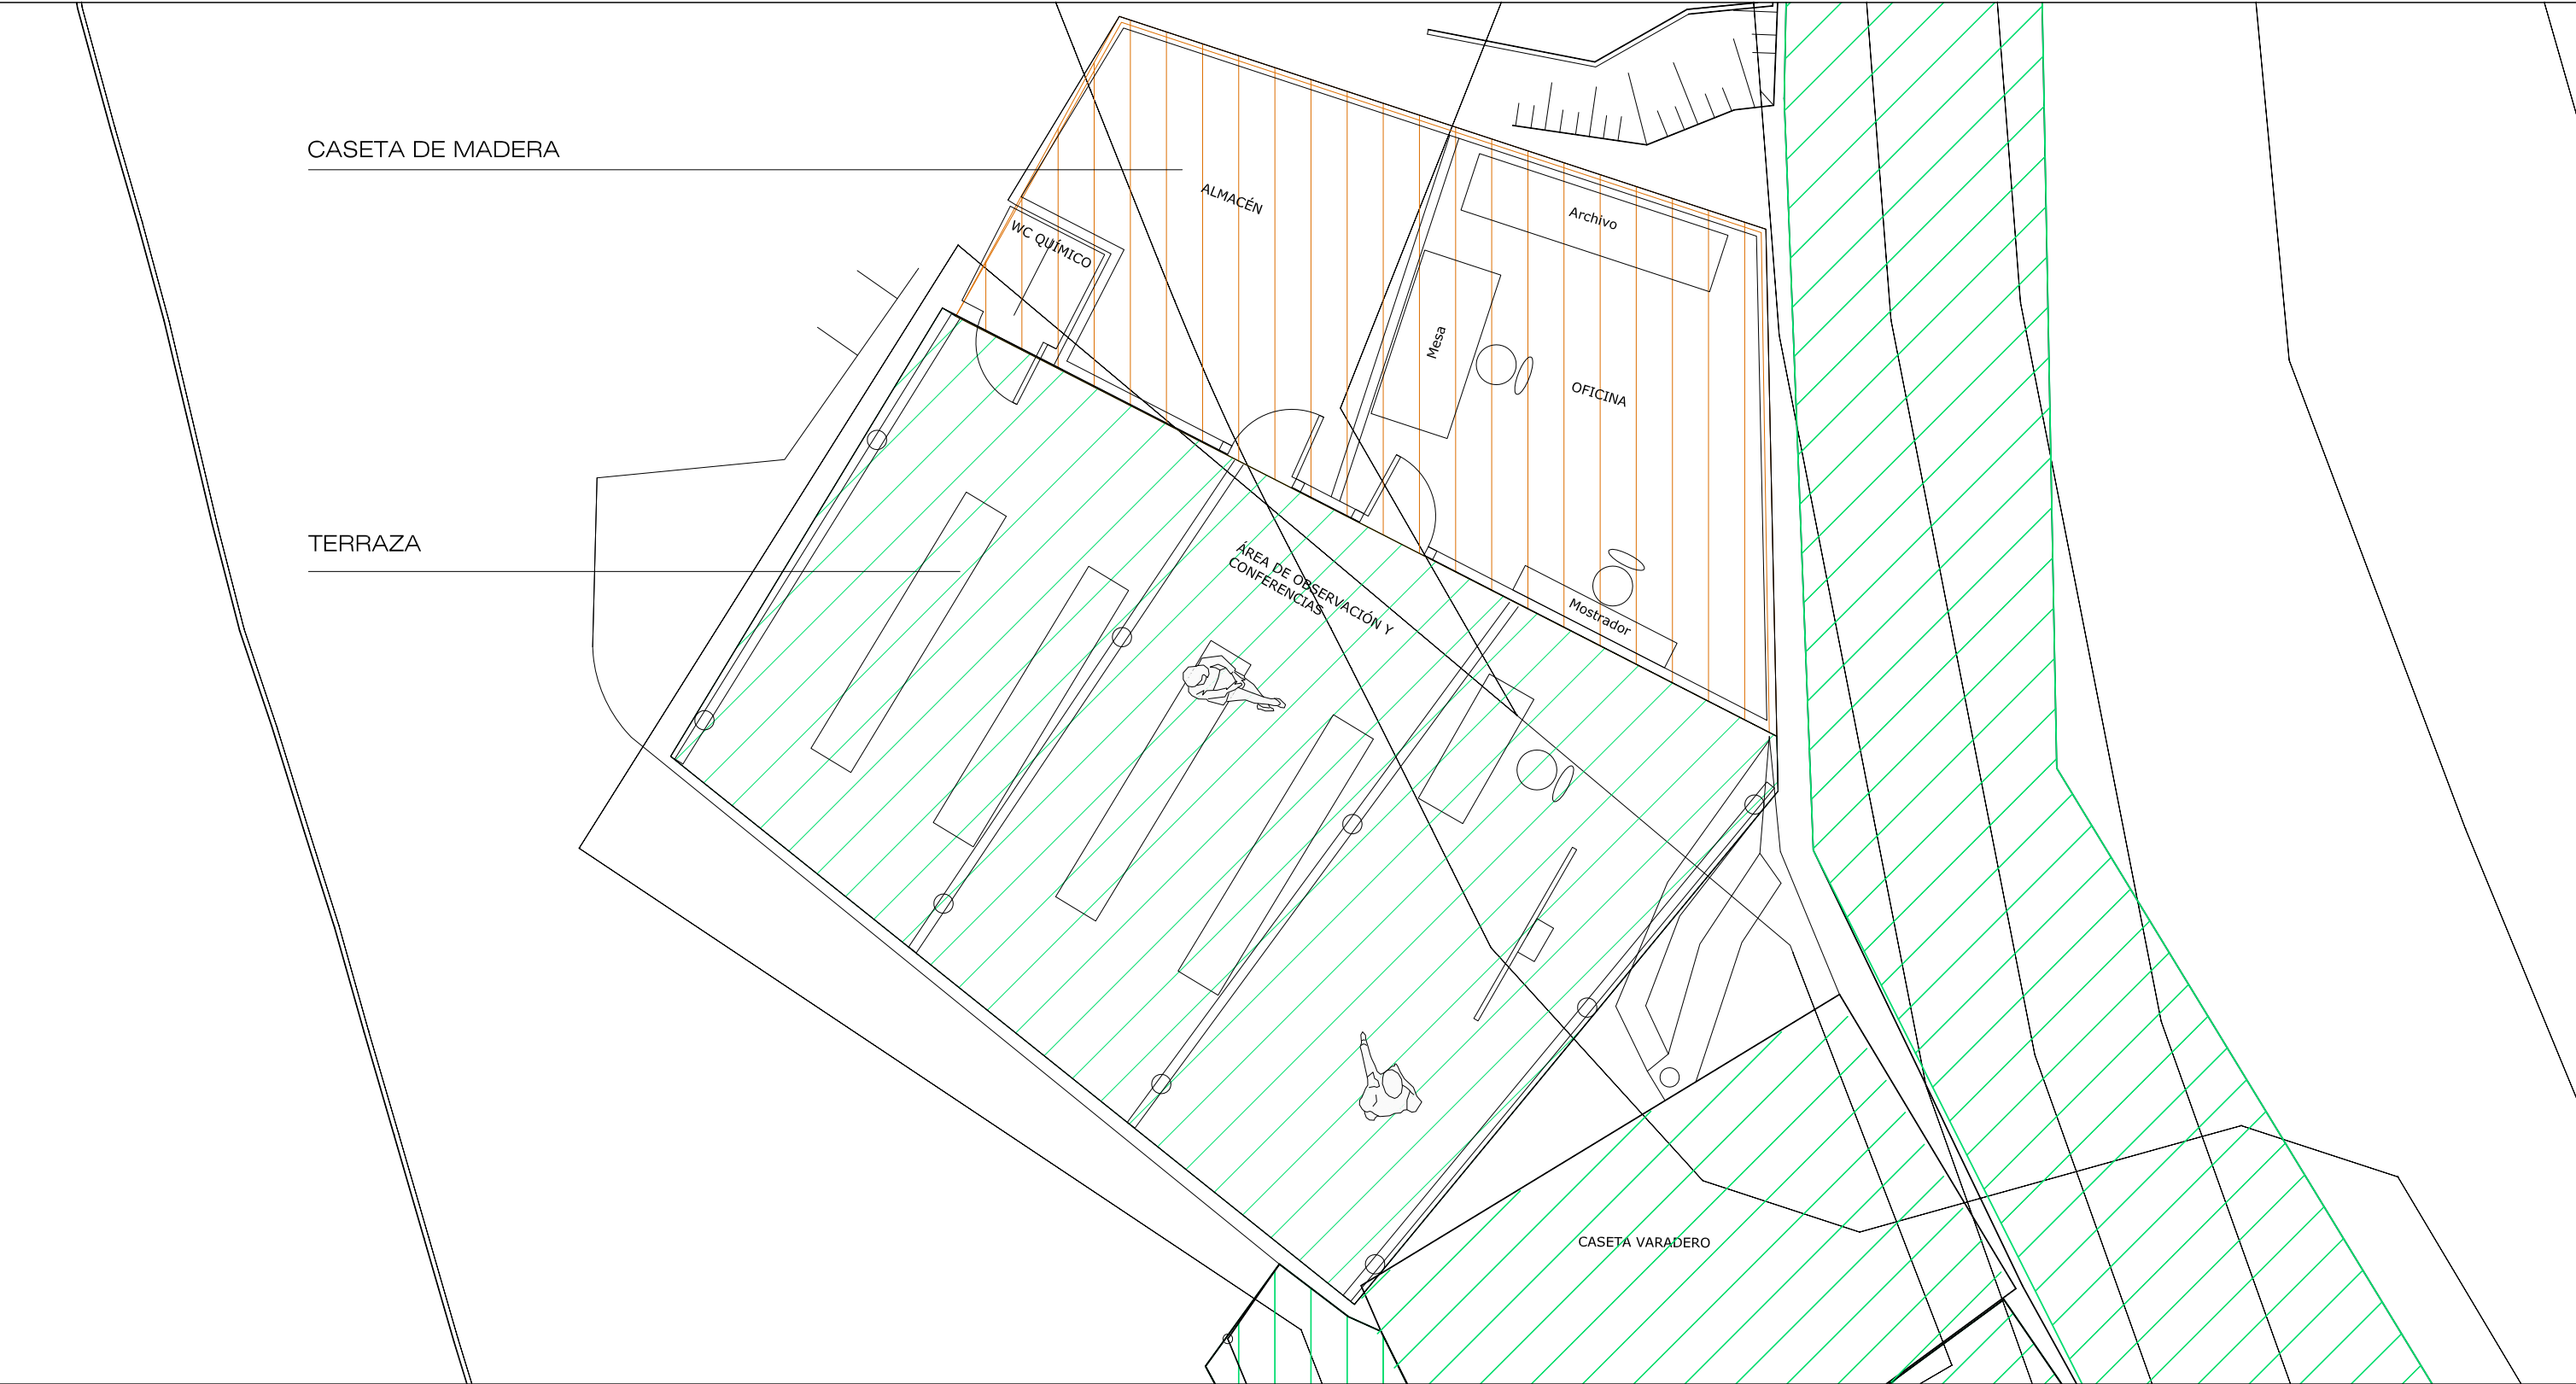 CASETA DE MADERA
ALMACÉN
Archivo
WC QUÍMICO
Mesa
OFICINA
TERRAZA
ÁREA DE OBSERVACIÓN Y
CONFERENCIAS
Mostrador
CASETA VARADERO